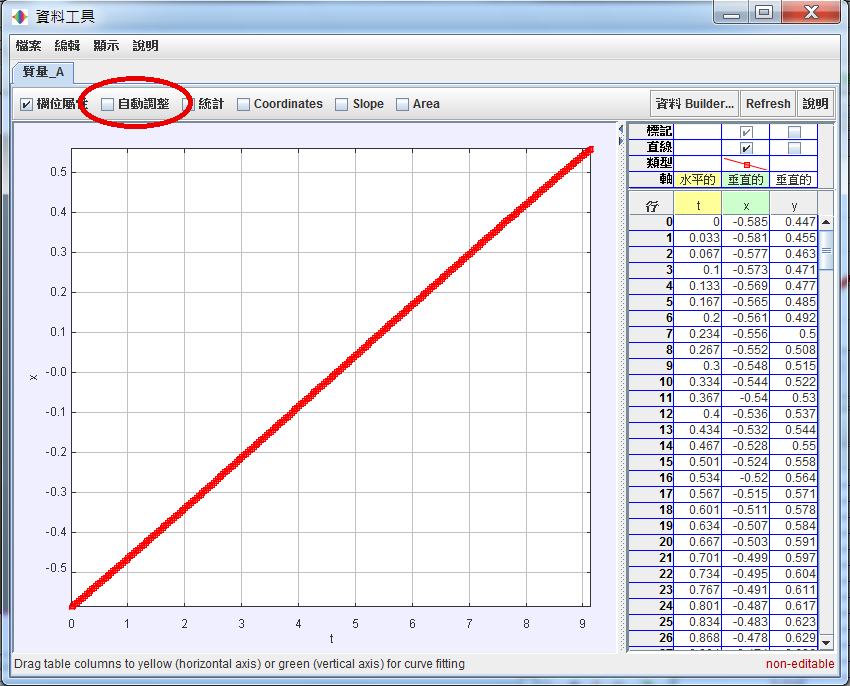 資料工具
檔案 編輯 顯示 說明
質量_A
欄位屬性 自動調整 統計 Coordinates Slope Area 資料 Builder... Refresh 說明
標記
直線
類型
軸 水平的 垂直的 垂直的
行 t x y
0 0 -0.585 0.447
1 0.033 -0.581 0.455
2 0.067 -0.577 0.463
3 0.1 -0.573 0.471
4 0.133 -0.569 0.477
5 0.167 -0.565 0.485
6 0.2 -0.561 0.492
7 0.234 -0.556 0.5
8 0.267 -0.552 0.508
9 0.3 -0.548 0.515
10 0.334 -0.544 0.522
11 0.367 -0.54 0.53
12 0.4 -0.536 0.537
13 0.434 -0.532 0.544
14 0.467 -0.528 0.55
15 0.501 -0.524 0.558
16 0.534 -0.52 0.564
17 0.567 -0.515 0.571
18 0.601 -0.511 0.578
19 0.634 -0.507 0.584
20 0.667 -0.503 0.591
21 0.701 -0.499 0.597
22 0.734 -0.495 0.604
23 0.767 -0.491 0.611
24 0.801 -0.487 0.617
25 0.834 -0.483 0.623
26 0.868 -0.478 0.629
0.5
0.4
0.3
0.2
0.1
-0.0
-0.1
-0.2
-0.3
-0.4
-0.5
x
0 1 2 3 4 5 6 7 8 9
t
Drag table columns to yellow (horizontal axis) or green (vertical axis) for curve fitting non-editable